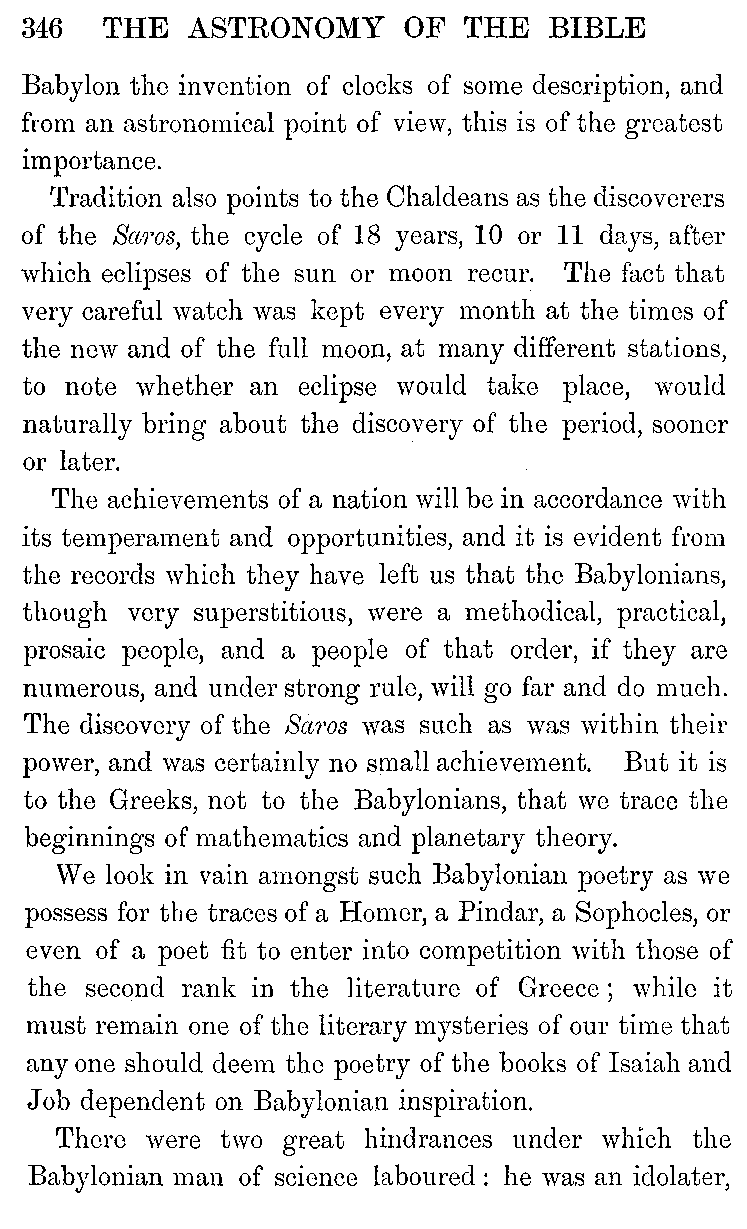 346 THE ASTRONOMY OF THE BIBLE
Babylon the invention of clocks of some description, and
from an astronomical point of view, this is of the greatest
importance.
Tradition also points to the Chaldeans as the discoverers
of the Saros, the cycle of 18 years, 10 or 11 days, after
which eclipses of the sun or moon recur. The fact that
very careful watch was kept every month at the times of
the new and of the full moon, at many different stations,
to note whether an eclipse would take place, would
naturally bring about the discovery of the period, sooner
or later.
The achievements of a nation will be in accordance with
its temperament and opportunities, and it is evident from
the records which they have left us that the Babylonians,
though very superstitious, were a methodical, practical,
prosaic people, and a people of that order, if they are
numerous, and under strong rule, will go far and do much.
The discovery of the Saros was such as was within their
power, and was certainly no small achievement. But it is
to the Greeks, not to the Babylonians, that we trace the
beginnings of mathematics and planetary theory.
We look in vain amongst such Babylonian poetry as we
possess for the traces of a Homer, a Pindar, a Sophocles, or
even of a poet fit to enter into competition with those of
the second rank in the literature of Greece ; while it
must remain one of the literary mysteries of our time that
any one should deem the poetry of the books of Isaiah and
Job dependent on Babylonian inspiration.
There were two great hindrances under which the
Babylonian man of science laboured : he was an idolater,